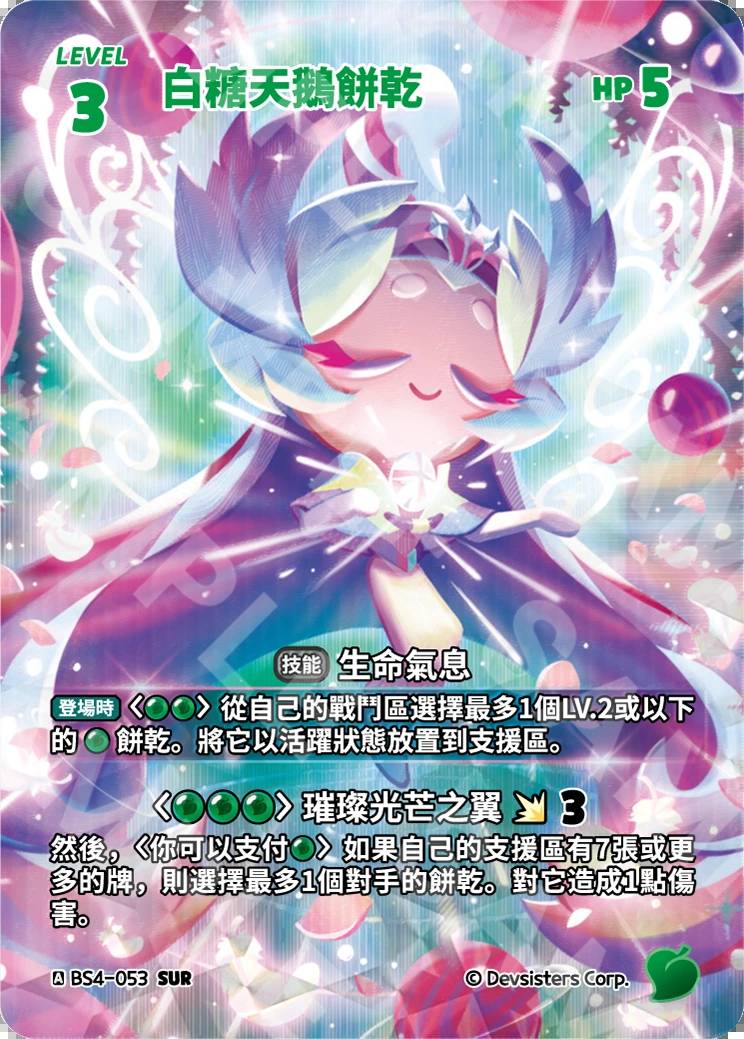 LEVEL
3
白糖天鵝餅乾
HP 5
SAMPLE
技能 生命氣息
登場時〈●●〉從自己的戰鬥區選擇最多1個LV.2或以下
的●餅乾。將它以活躍狀態放置到支援區。
〈●●●〉璀璨光芒之翼 3
然後，〈你可以支付●〉如果自己的支援區有7張或更
多的牌，則選擇最多1個對手的餅乾。對它造成1點傷
害。
A BS4-053 SUR
© Devsisters Corp.